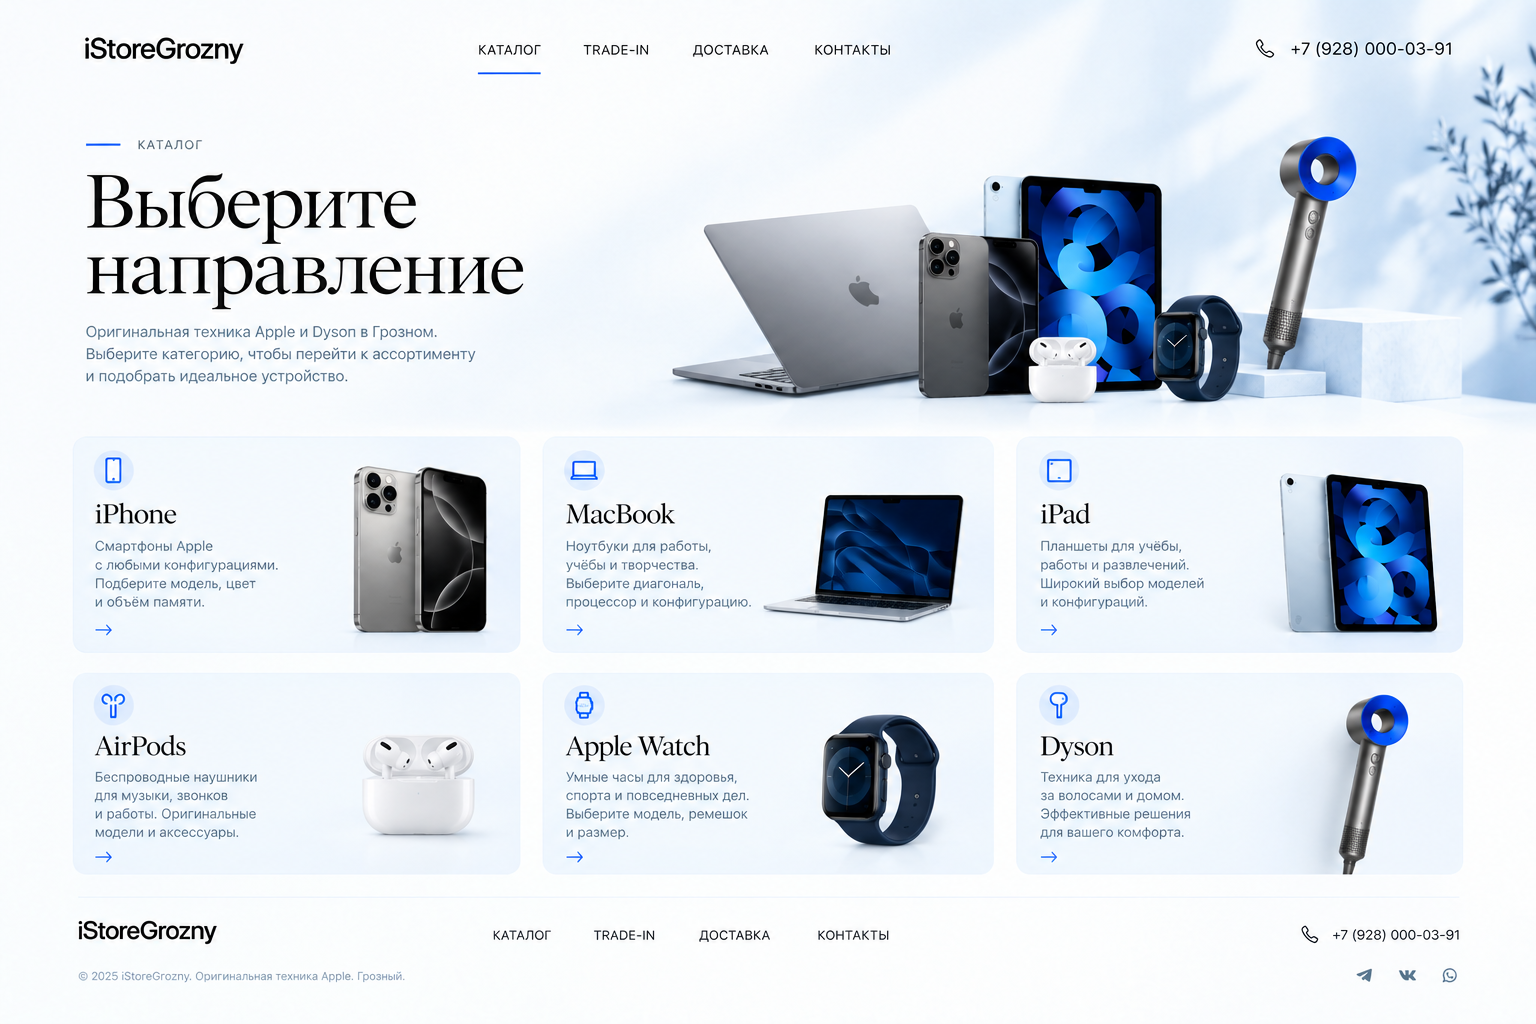 iStoreGrozny
КАТАЛОГ
TRADE-IN
ДОСТАВКА
КОНТАКТЫ
+7 (928) 000-03-91
КАТАЛОГ
Выберите
направление
Оригинальная техника Apple и Dyson в Грозном.
Выберите категорию, чтобы перейти к ассортименту
и подобрать идеальное устройство.
iPhone
Смартфоны Apple
с любыми конфигурациями.
Подберите модель, цвет
и объём памяти.
MacBook
Ноутбуки для работы,
учёбы и творчества.
Выберите диагональ,
процессор и конфигурацию.
iPad
Планшеты для учёбы,
работы и развлечений.
Широкий выбор моделей
и конфигураций.
AirPods
Беспроводные наушники
для музыки, звонков
и работы. Оригинальные
модели и аксессуары.
Apple Watch
Умные часы для здоровья,
спорта и повседневных дел.
Выберите модель, ремешок
и размер.
Dyson
Техника для ухода
за волосами и домом.
Эффективные решения
для вашего комфорта.
iStoreGrozny
КАТАЛОГ
TRADE-IN
ДОСТАВКА
КОНТАКТЫ
+7 (928) 000-03-91
© 2025 iStoreGrozny. Оригинальная техника Apple. Грозный.